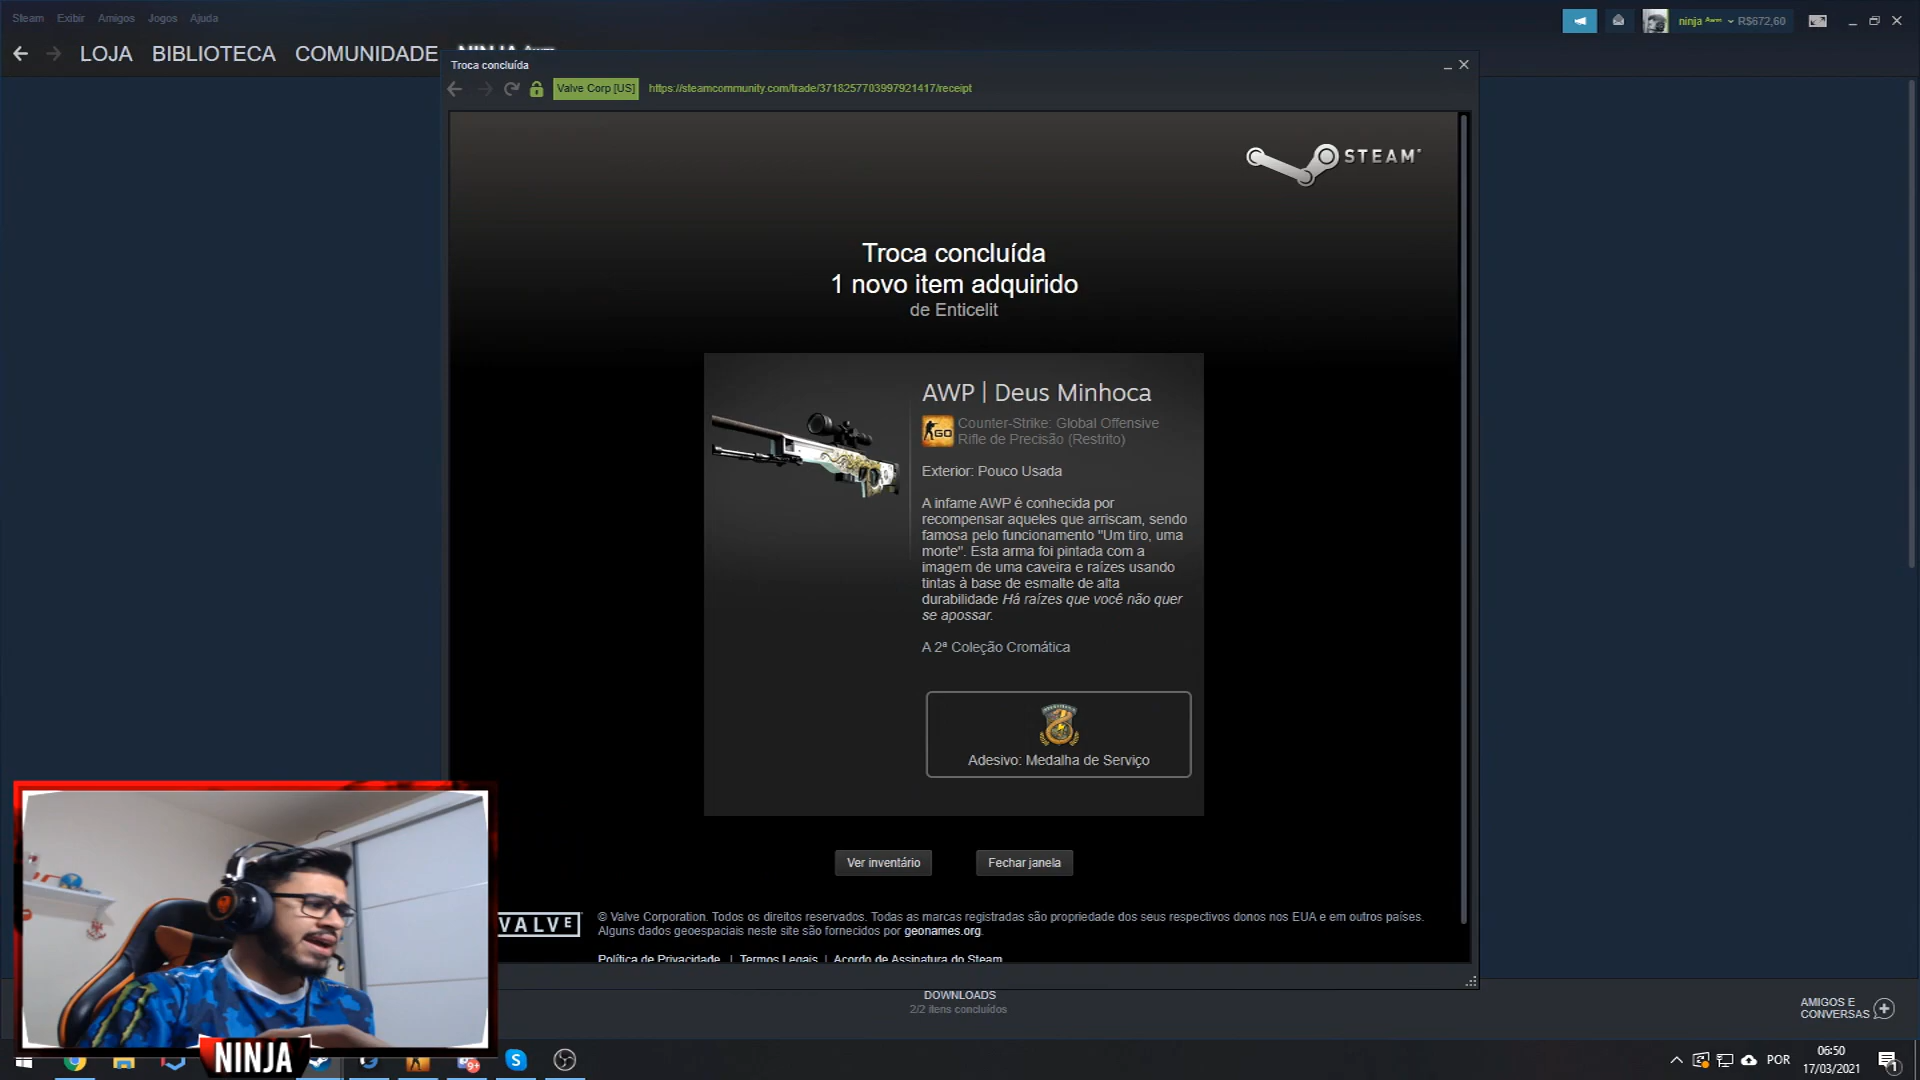 Steam Exibir Amigos Jogos Ajuda
ninja Awm R$672,60
LOJA BIBLIOTECA COMUNIDADE NINJA Awm
Troca concluída
Valve Corp [US] https://steamcommunity.com/trade/3718257703997921417/receipt
STEAM
Troca concluída
1 novo item adquirido
de Enticelit
AWP | Deus Minhoca
GO
Counter-Strike: Global Offensive
Rifle de Precisão (Restrito)
Exterior: Pouco Usada
A infame AWP é conhecida por
recompensar aqueles que arriscam, sendo
famosa pelo funcionamento "Um tiro, uma
morte". Esta arma foi pintada com a
imagem de uma caveira e raízes usando
tintas à base de esmalte de alta
durabilidade Há raízes que você não quer
se apossar.
A 2ª Coleção Cromática
Adesivo: Medalha de Serviço
Ver inventário Fechar janela
VALVE
© Valve Corporation. Todos os direitos reservados. Todas as marcas registradas são propriedade dos seus respectivos donos nos EUA e em outros países.
Alguns dados geoespaciais neste site são fornecidos por geonames.org.
Política de Privacidade | Termos Legais | Acordo de Assinatura do Steam
DOWNLOADS
2/2 itens concluídos
AMIGOS E
CONVERSAS
NINJA
9+
POR
06:50
17/03/2021
1